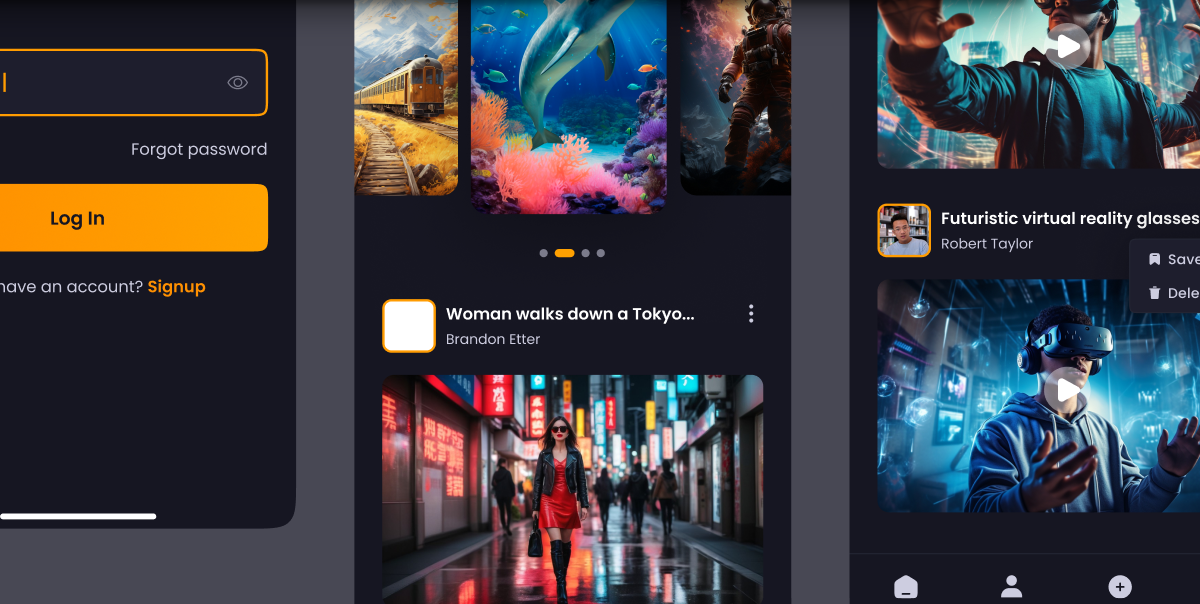 Forgot password
Log In
have an account? Signup
Woman walks down a Tokyo...
Brandon Etter
Futuristic virtual reality glasses
Robert Taylor
Save
Dele